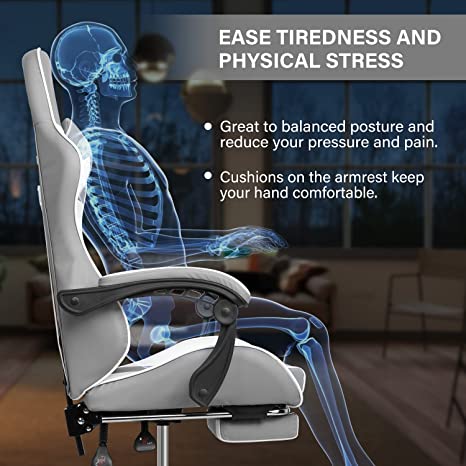 EASE TIREDNESS AND
PHYSICAL STRESS
• Great to balanced posture and
reduce your pressure and pain.
• Cushions on the armrest keep
your hand comfortable.